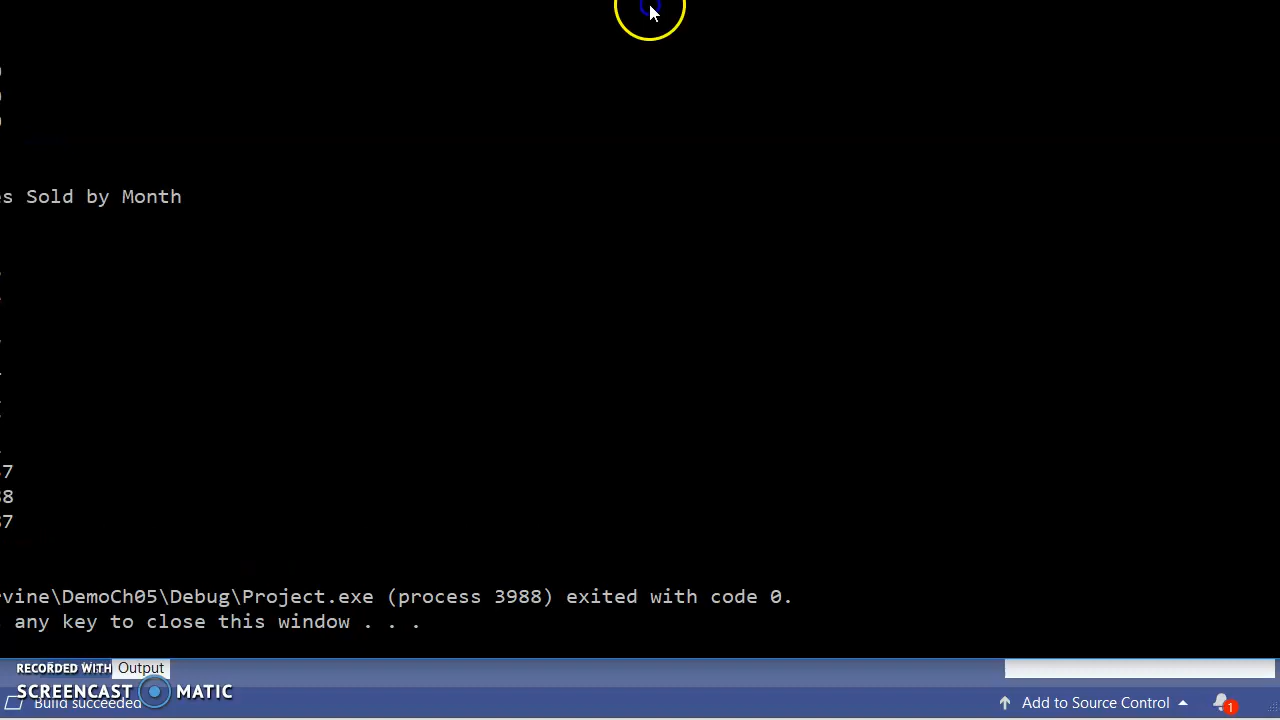 Sold by Month
7
8
7
\DemoCh05\Debug\Project.exe (process 3988) exited with code 0.
any key to close this window . . .
RECORDED WITH Output
SCREENCAST MATIC
Build succeeded
Add to Source Control
1